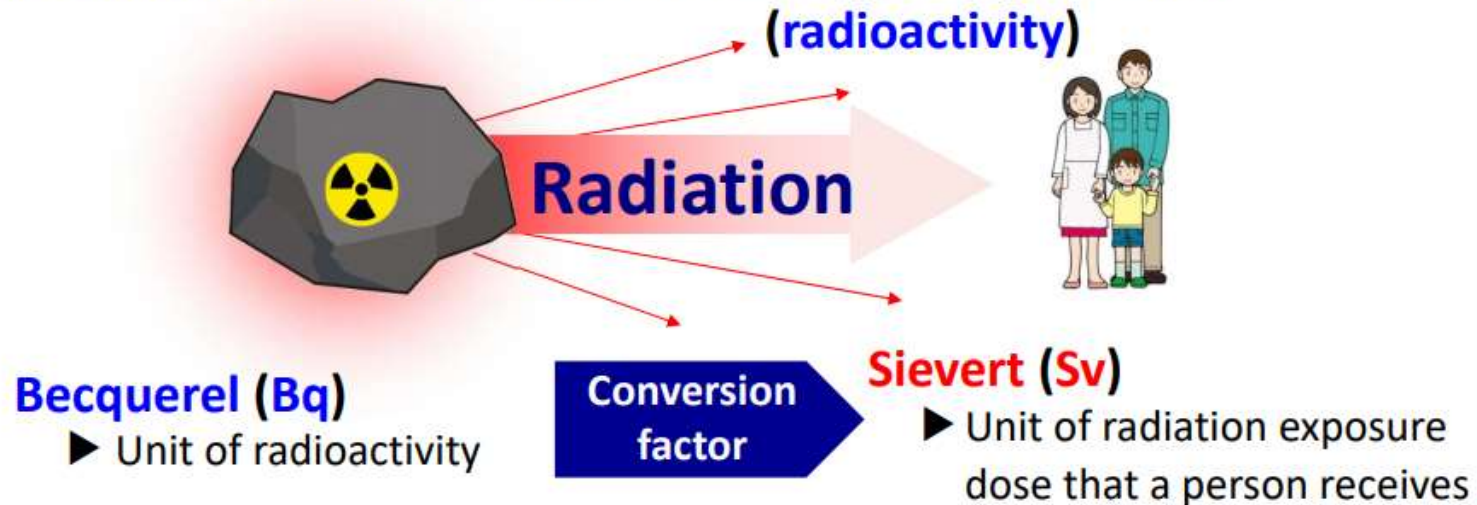 (radioactivity)
Radiation
Becquerel (Bq)
▶ Unit of radioactivity
Conversion
factor
Sievert (Sv)
▶ Unit of radiation exposure
dose that a person receives